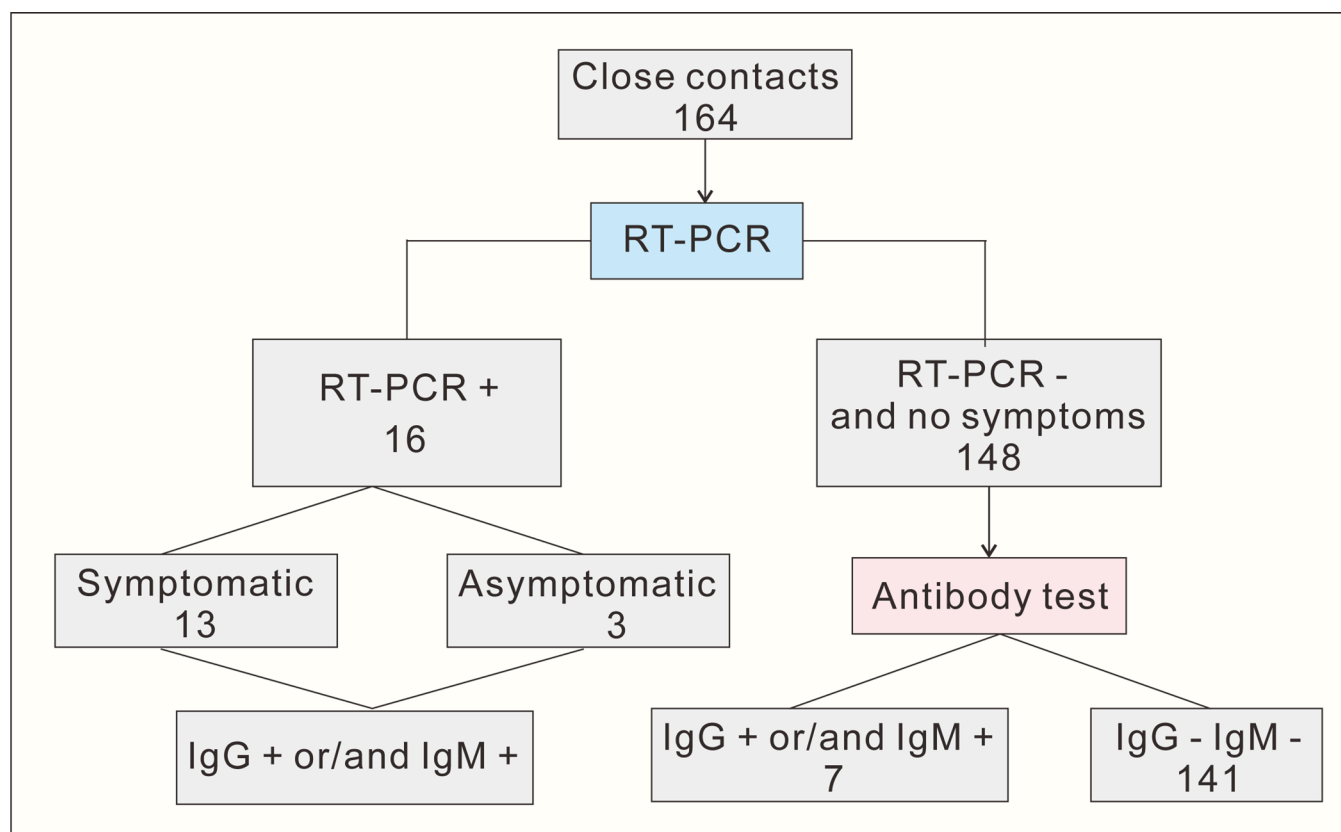 Close contacts
164
RT-PCR
RT-PCR +
16
RT-PCR -
and no symptoms
148
Symptomatic
13
Asymptomatic
3
Antibody test
IgG + or/and IgM +
IgG + or/and IgM +
7
IgG - IgM -
141